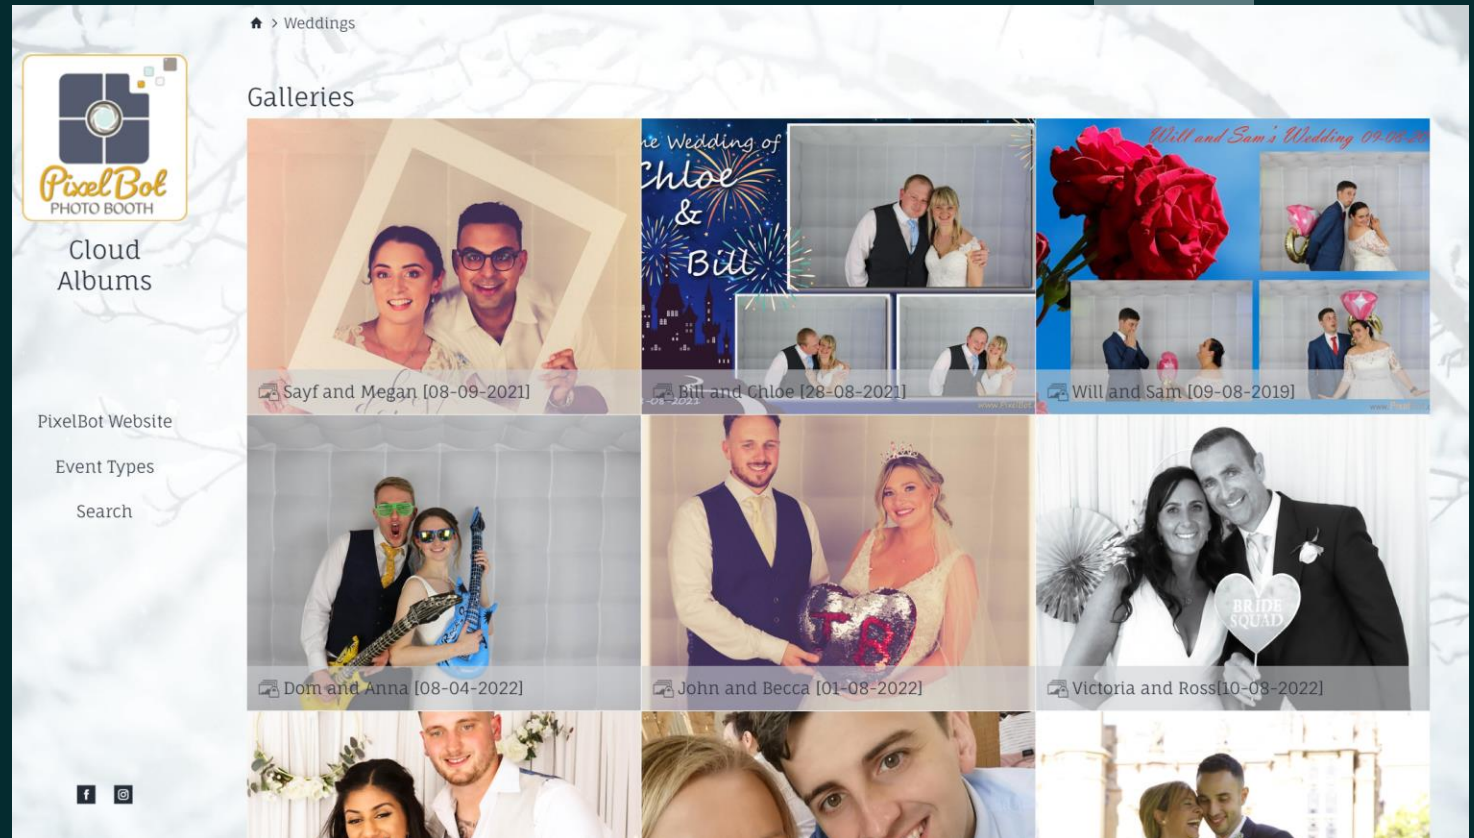 Weddings
PixelBot
PHOTO BOOTH
Cloud
Albums
PixelBot Website
Event Types
Search
Galleries
Sayf and Megan [08-09-2021]
Wedding of
Chloe
&
Bill
Bill and Chloe [28-08-2021]
Will and Sam's Wedding
Will and Sam [09-08-2019]
Dom and Anna [08-04-2022]
John and Becca [01-08-2022]
BRIDE
SQUAD
Victoria and Ross[10-08-2022]